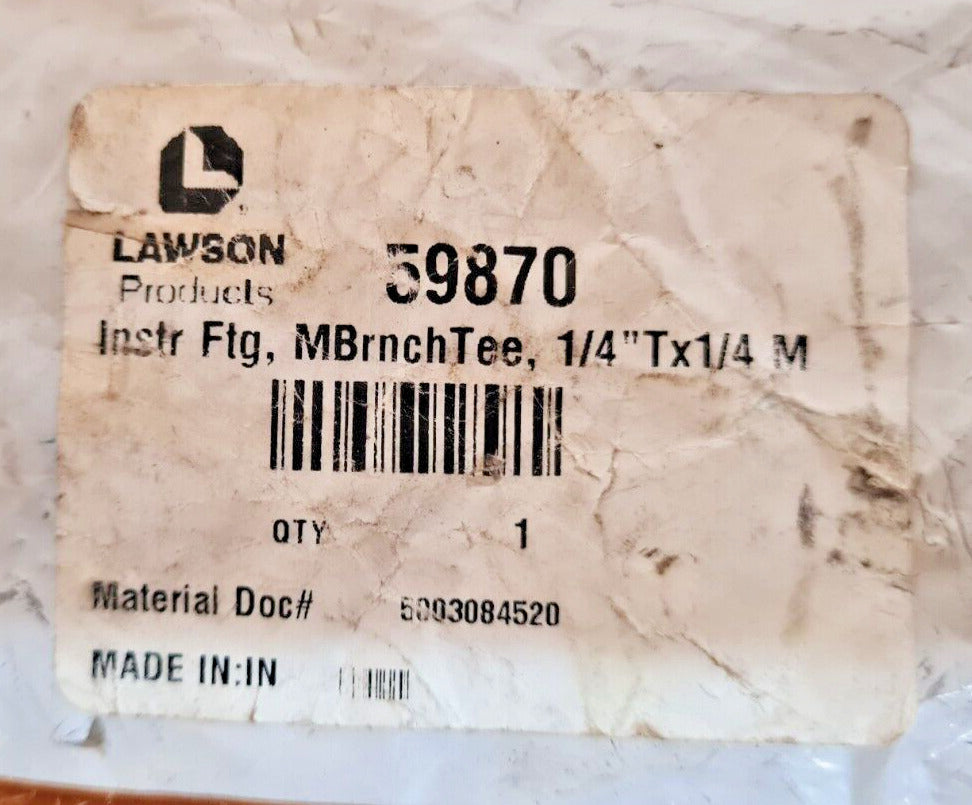 L
LAWSON
Products
59870
Instr Ftg, MBrnchTee, 1/4"Tx1/4 M
QTY 1
Material Doc# 5003084520
MADE IN:IN